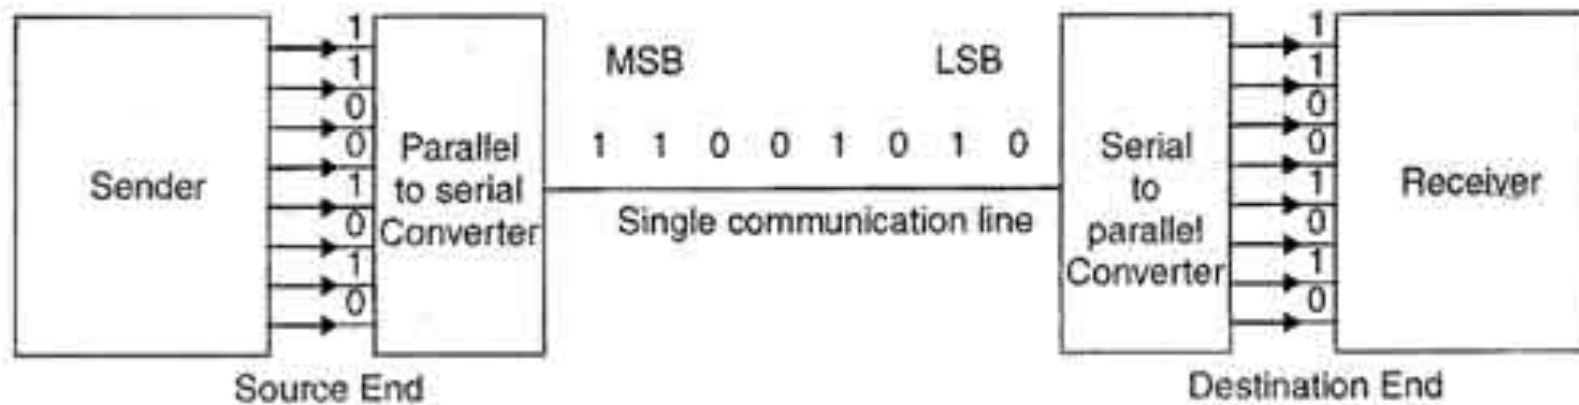 Sender
1
1
0
0
1
0
1
0
Parallel
to serial
Converter
MSB LSB
1 1 0 0 1 0 1 0
Single communication line
Serial
to
parallel
Converter
1
1
0
0
1
0
1
0
Receiver
Source End
Destination End